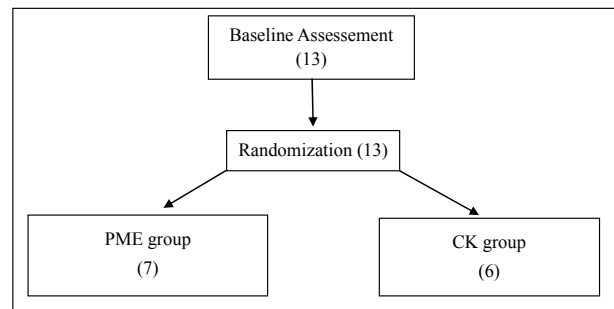 Baseline Assessement
(13)
Randomization (13)
PME group
(7)
CK group
(6)